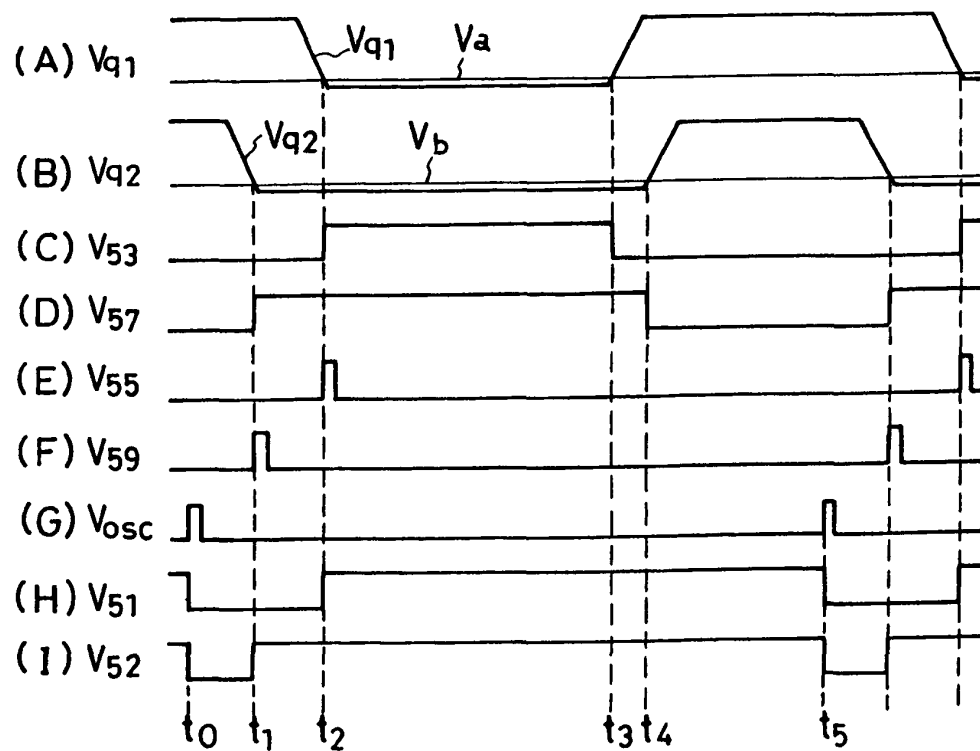 (A) Vq1 Vq1 Va
(B) Vq2 Vq2 Vb
(C) V53
(D) V57
(E) V55
(F) V59
(G) Vosc
(H) V51
(I) V52
t0 t1 t2 t3 t4 t5